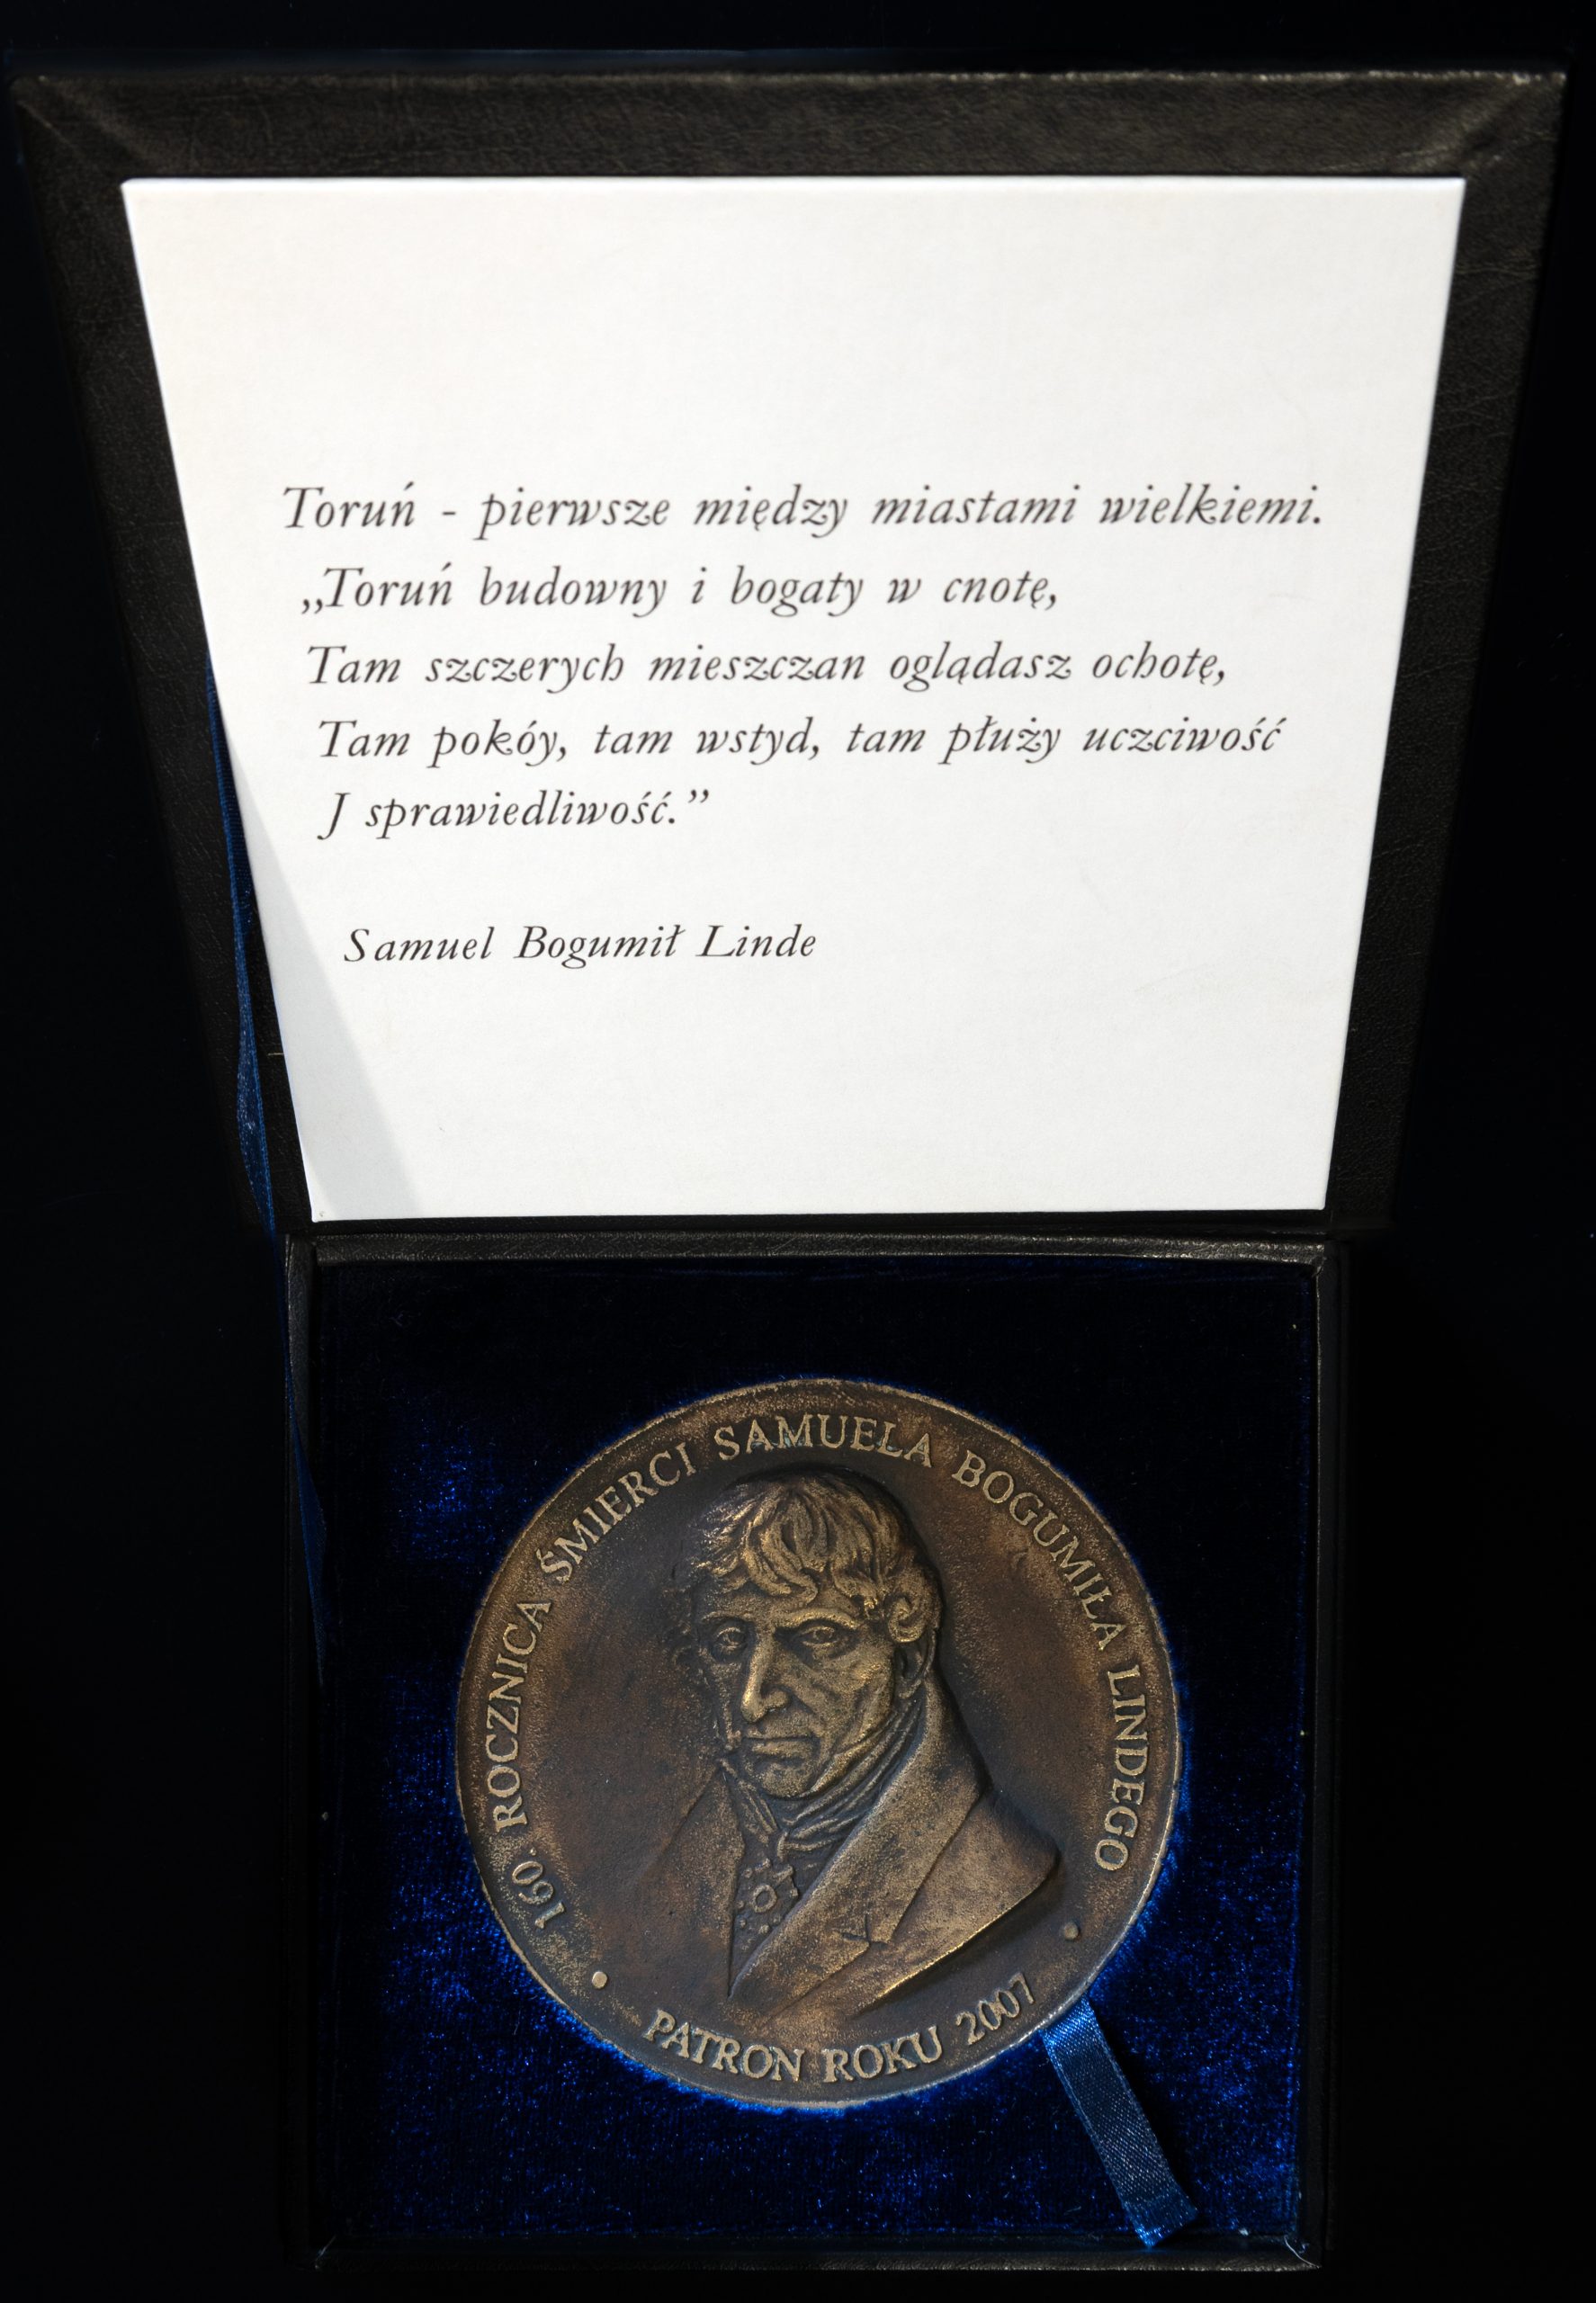 Toruń - pierwsze między miastami wielkiemi.
„Toruń budowny i bogaty w cnotę,
Tam szczerych mieszczan oglądasz ochotę,
Tam pokóy, tam wstyd, tam płuży uczciwość
J sprawiedliwość.”
Samuel Bogumił Linde
160. ROCZNICA ŚMIERCI SAMUELA BOGUMIŁA LINDEGO
PATRON ROKU 2007